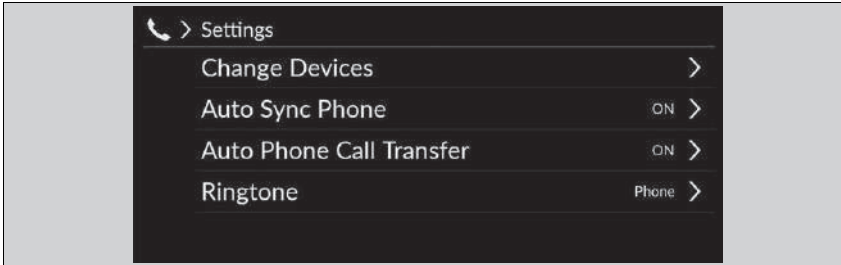 Settings
Change Devices
Auto Sync Phone ON
Auto Phone Call Transfer ON
Ringtone Phone